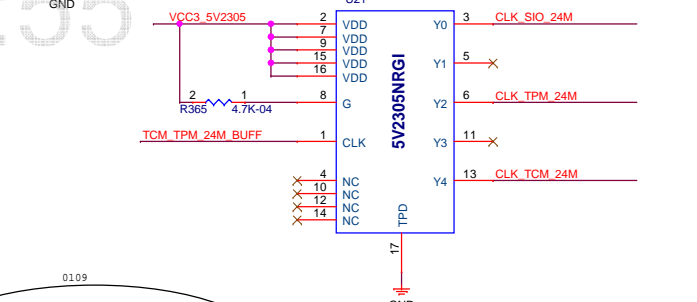 GND
U21
VCC3_5V2305
2 VDD
7 VDD
9 VDD
15 VDD
16 VDD
3 Y0 CLK_SIO_24M
5 Y1
2 1 8 G
R365 4.7K-04
6 Y2 CLK_TPM_24M
5V2305NRGI
TCM_TPM_24M_BUFF 1 CLK
11 Y3
4 NC
10 NC
12 NC
14 NC
13 Y4 CLK_TCM_24M
TPD
17
GND
0109